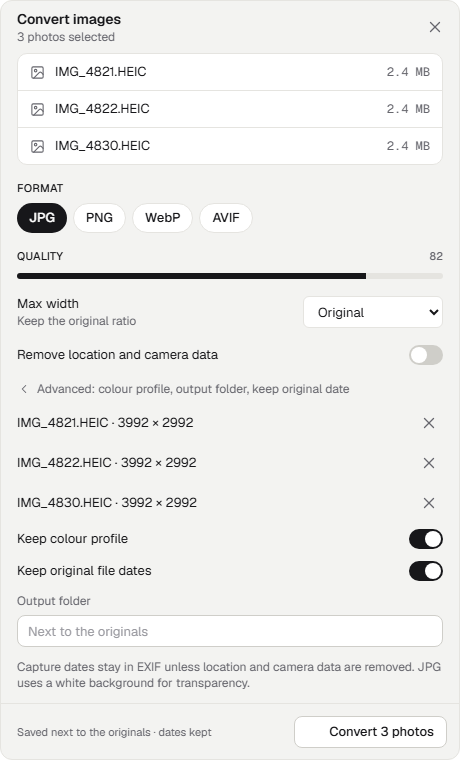 Convert images
3 photos selected
IMG_4821.HEIC 2.4 MB
IMG_4822.HEIC 2.4 MB
IMG_4830.HEIC 2.4 MB
FORMAT
JPG PNG WebP AVIF
QUALITY 82
Max width
Keep the original ratio
Original
Remove location and camera data
Advanced: colour profile, output folder, keep original date
IMG_4821.HEIC · 3992 × 2992
IMG_4822.HEIC · 3992 × 2992
IMG_4830.HEIC · 3992 × 2992
Keep colour profile
Keep original file dates
Output folder
Next to the originals
Capture dates stay in EXIF unless location and camera data are removed. JPG
uses a white background for transparency.
Saved next to the originals · dates kept
Convert 3 photos